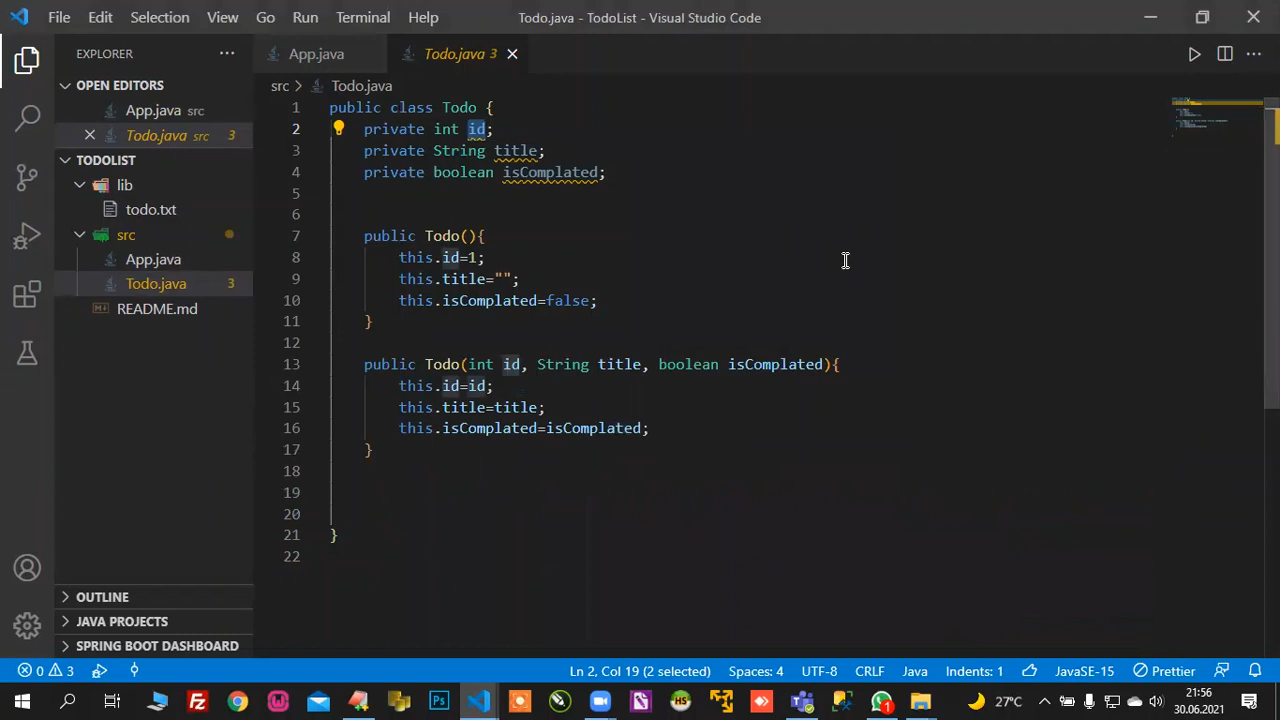 File Edit Selection View Go Run Terminal Help Todo.java - TodoList - Visual Studio Code
EXPLORER
OPEN EDITORS
App.java src
Todo.java src 3
TODOLIST
lib
todo.txt
src
App.java
Todo.java 3
README.md
OUTLINE
JAVA PROJECTS
SPRING BOOT DASHBOARD
App.java Todo.java 3
src > Todo.java
1 public class Todo {
2 private int id;
3 private String title;
4 private boolean isComplated;
5
6
7 public Todo(){
8 this.id=1;
9 this.title="";
10 this.isComplated=false;
11 }
12
13 public Todo(int id, String title, boolean isComplated){
14 this.id=id;
15 this.title=title;
16 this.isComplated=isComplated;
17 }
18
19
20
21 }
22
0 3 Ln 2, Col 19 (2 selected) Spaces: 4 UTF-8 CRLF Java Indents: 1 JavaSE-15 Prettier
Ps HS 1 27°C 21:56
30.06.2021